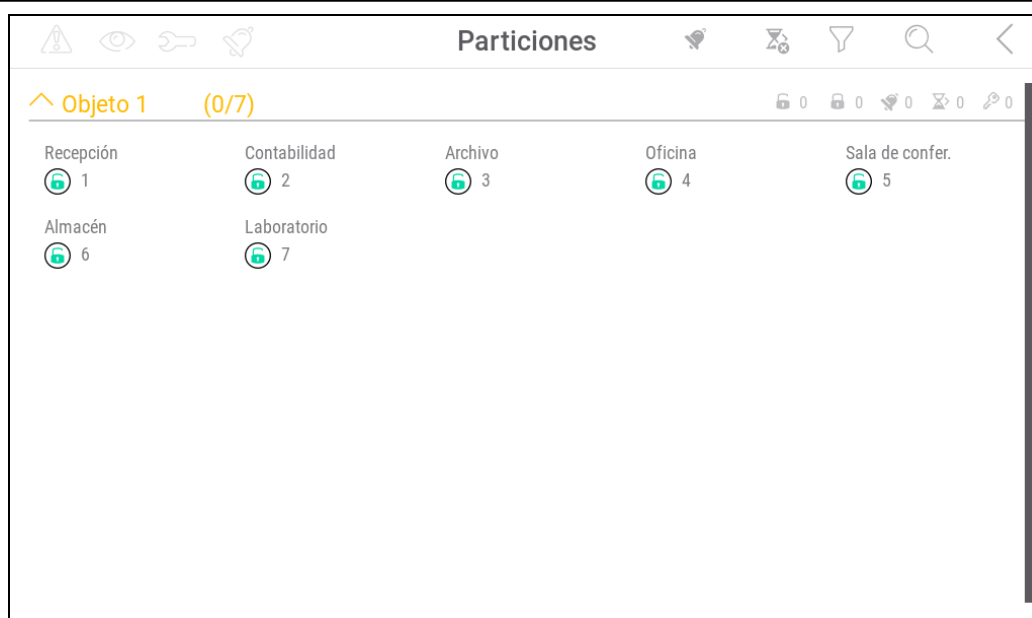 Particiones
Objeto 1 (0/7) 0 0 0 0 0
Recepción Contabilidad Archivo Oficina Sala de confer.
1 2 3 4 5
Almacén Laboratorio
6 7